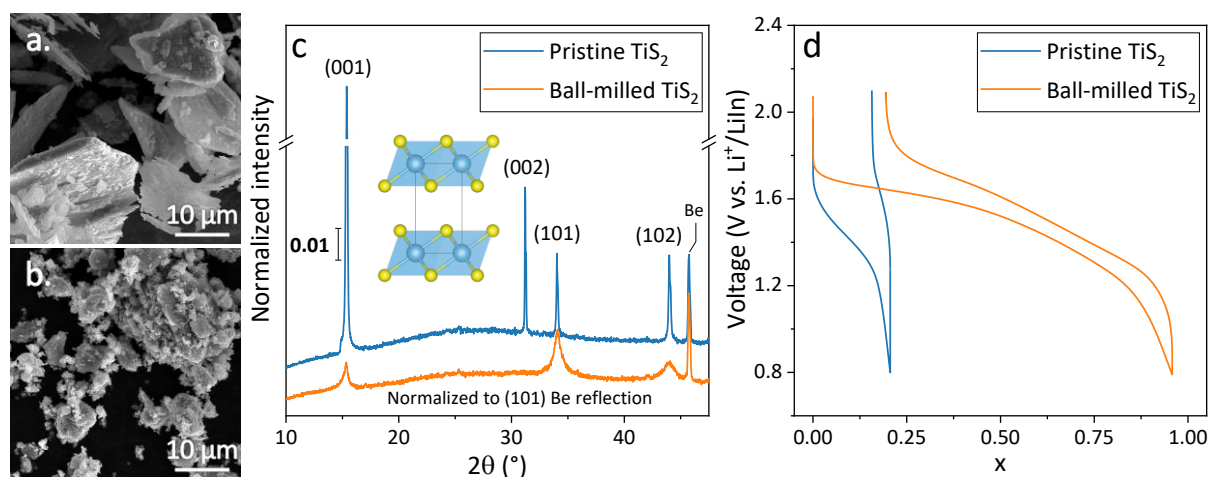 a.
10 µm
b.
10 µm
c
Pristine TiS₂
Ball-milled TiS₂
(001)
(002)
(101)
(102)
Be
0.01
Normalized to (101) Be reflection
Normalized intensity
10
20
30
40
2θ (°)
d
Pristine TiS₂
Ball-milled TiS₂
2.4
2.0
1.6
1.2
0.8
Voltage (V vs. Li⁺/LiIn)
0.00
0.25
0.50
0.75
1.00
x